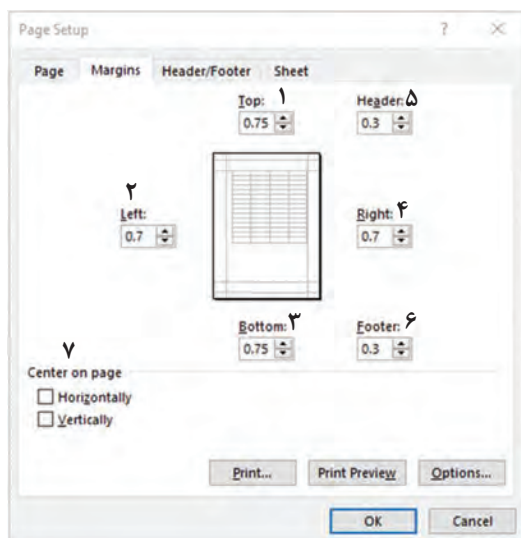 Page Setup ? ×
Page Margins Header/Footer Sheet
Top: ۱ Header: ۵
0.75 0.3
۲
Left: Right: ۴
0.7 0.7
Bottom: ۳ Footer: ۶
0.75 0.3
۷
Center on page
Horizontally
Vertically
Print... Print Preview Options...
OK Cancel